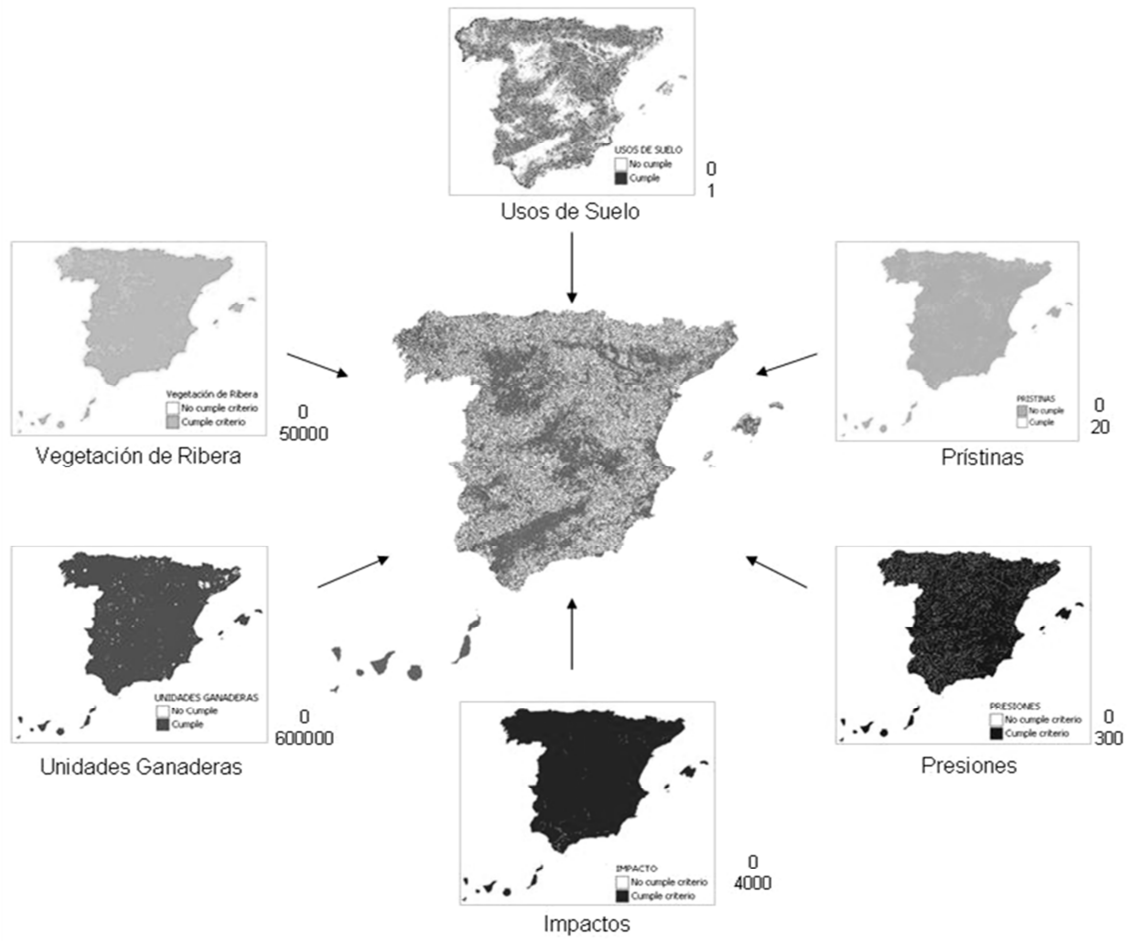 USOS DE SUELO
No cumple
Cumple
0
1
Usos de Suelo
Vegetación de Ribera
No cumple criterio
Cumple criterio
0
50000
Vegetación de Ribera
PRISTINAS
No cumple
Cumple
0
20
Prístinas
UNIDADES GANADERAS
No Cumple
Cumple
0
600000
Unidades Ganaderas
PRESIONES
No cumple criterio
Cumple criterio
0
300
Presiones
IMPACTO
No cumple criterio
Cumple criterio
0
4000
Impactos